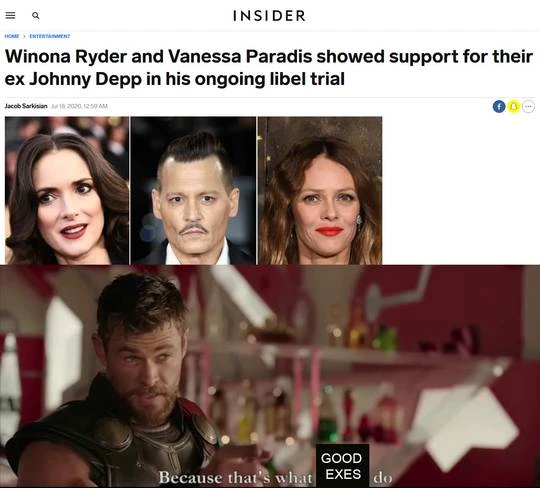 INSIDER
HOME > ENTERTAINMENT
Winona Ryder and Vanessa Paradis showed support for their
ex Johnny Depp in his ongoing libel trial
Jacob Sarkisian Jul 18, 2020, 12:59 AM
Because that's what GOOD EXES do